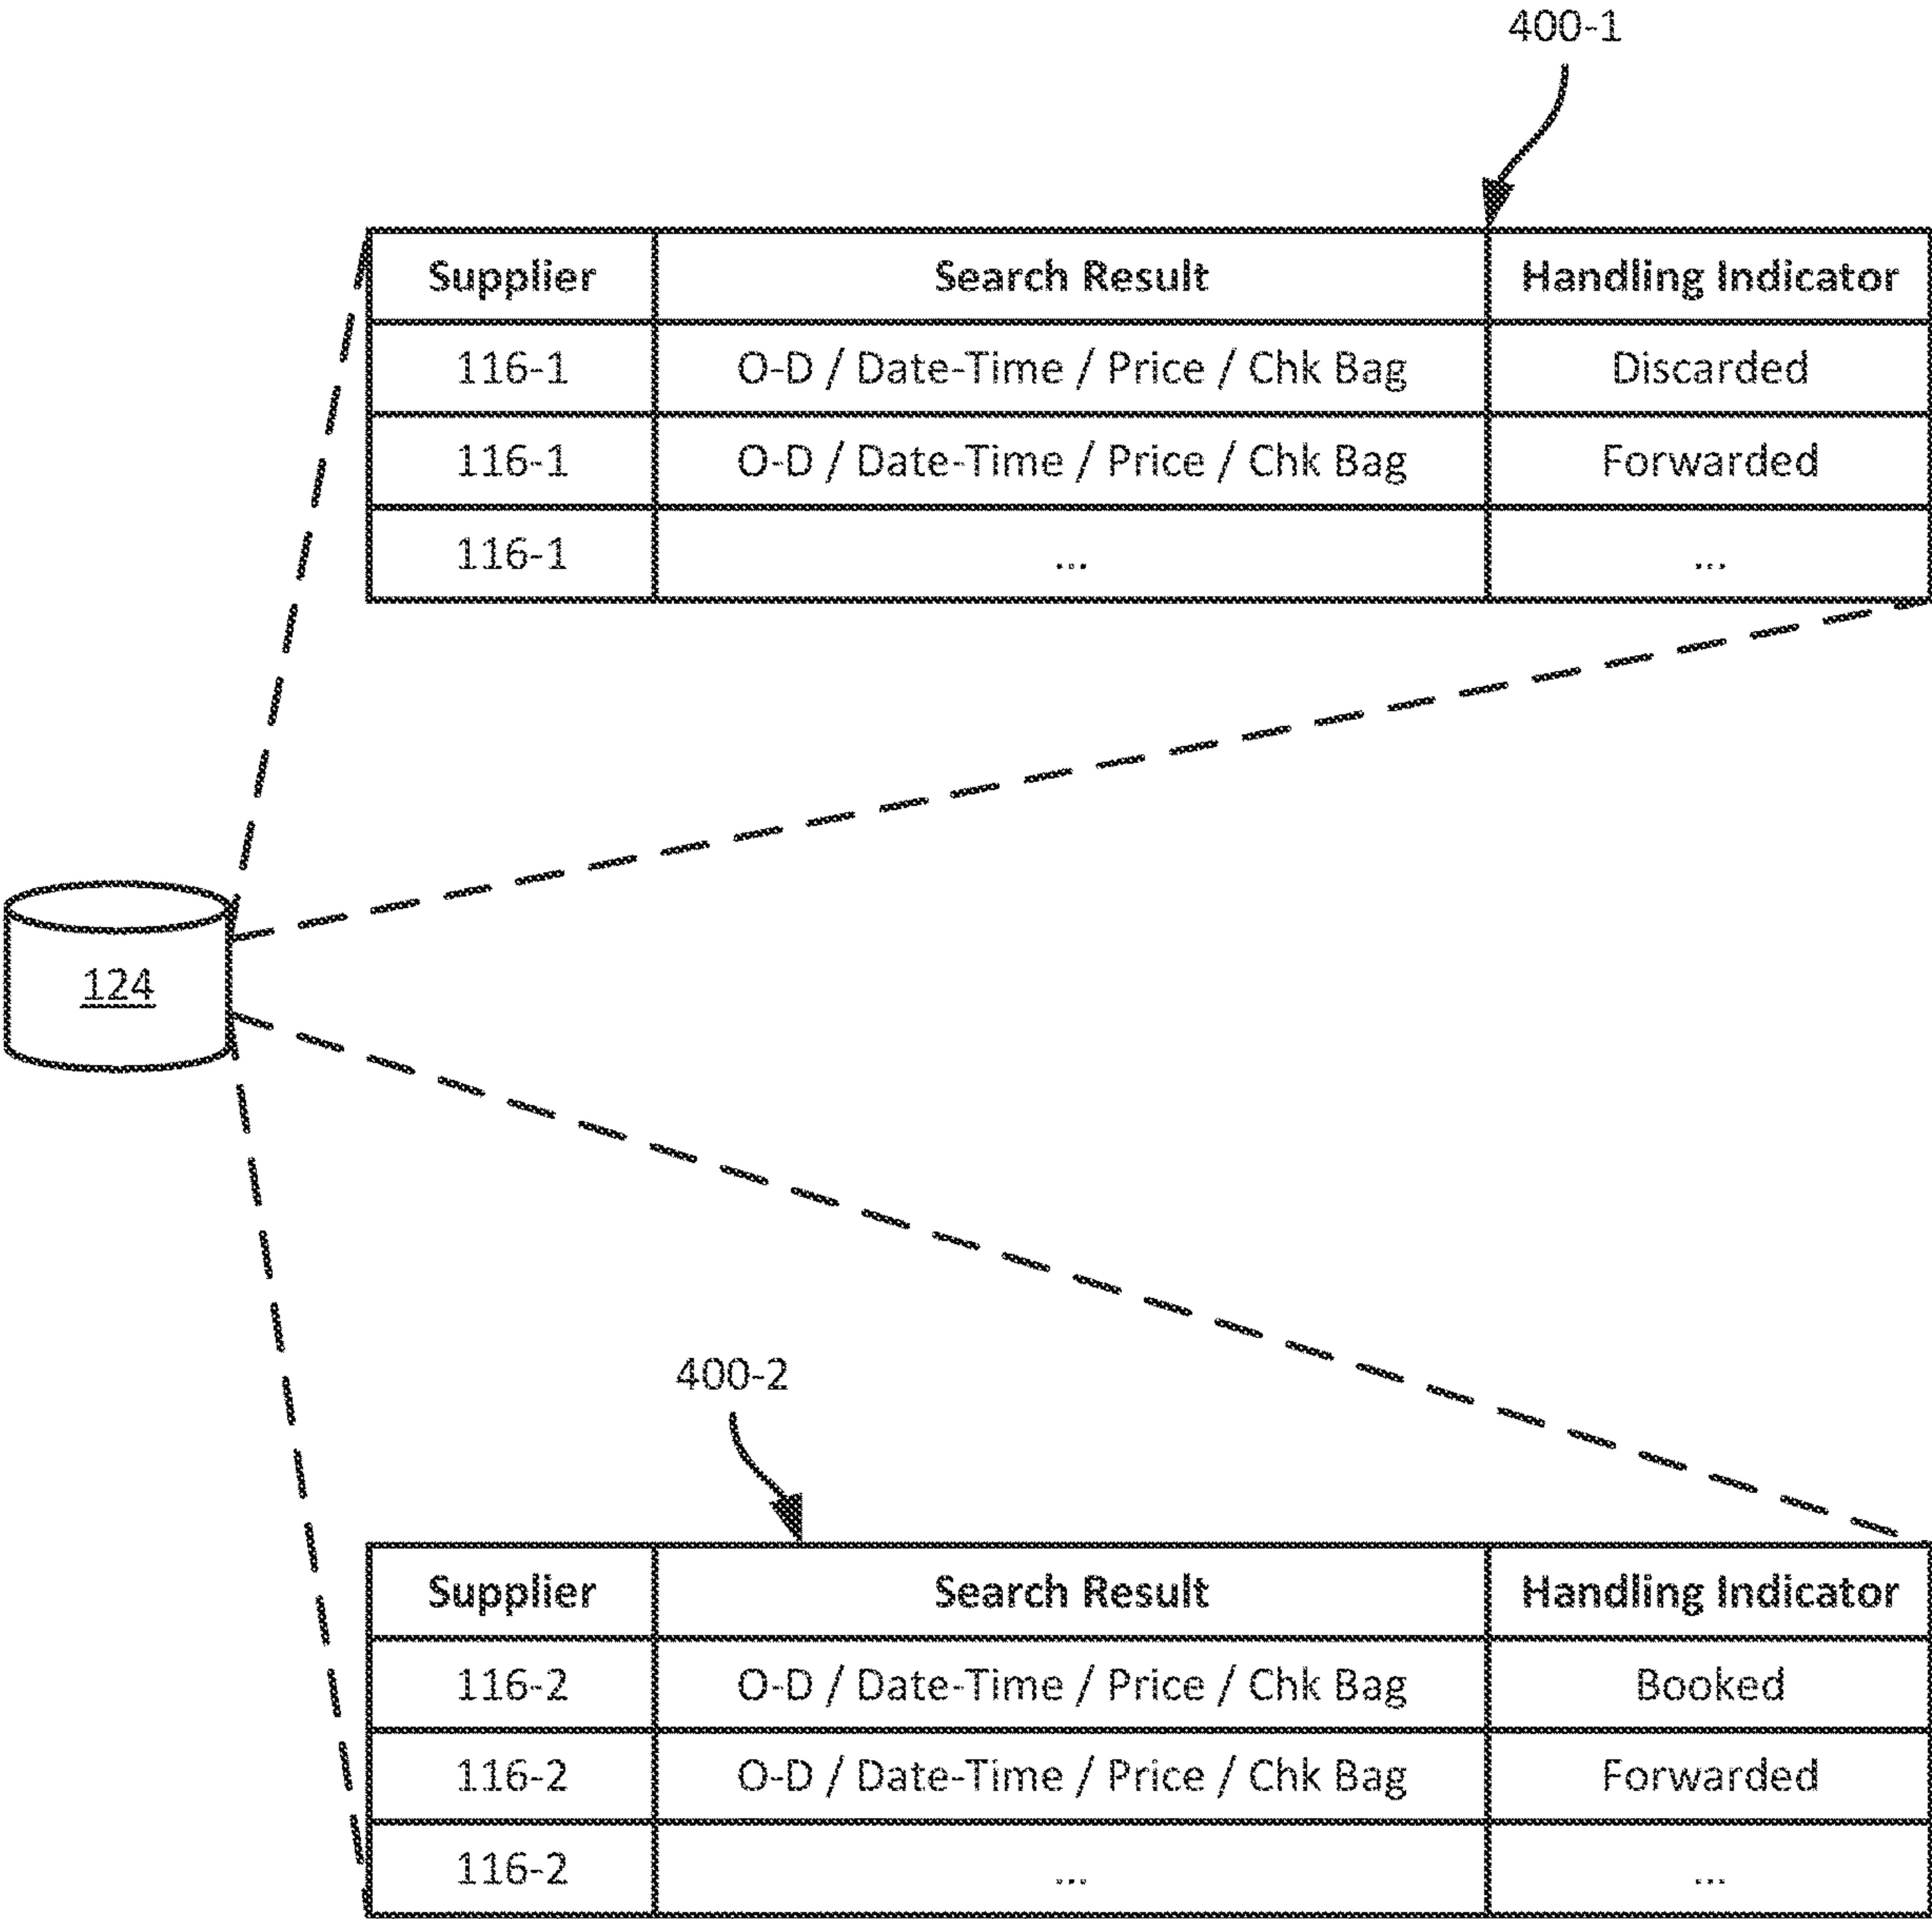 400-1
Supplier Search Result Handling Indicator
116-1 O-D / Date-Time / Price / Chk Bag Discarded
116-1 O-D / Date-Time / Price / Chk Bag Forwarded
116-1 ... ...
124
400-2
Supplier Search Result Handling Indicator
116-2 O-D / Date-Time / Price / Chk Bag Booked
116-2 O-D / Date-Time / Price / Chk Bag Forwarded
116-2 ... ...